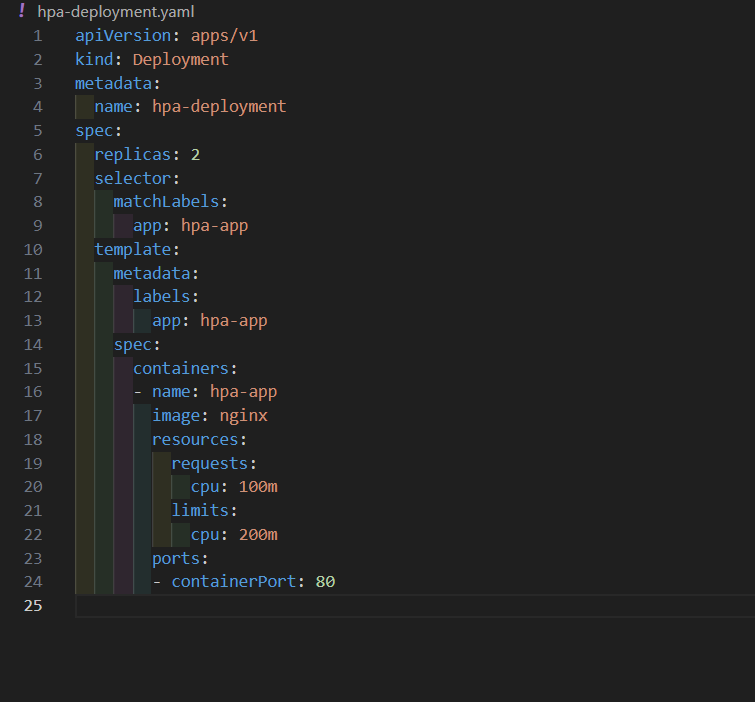 ! hpa-deployment.yaml
1 apiVersion: apps/v1
2 kind: Deployment
3 metadata:
4   name: hpa-deployment
5 spec:
6   replicas: 2
7   selector:
8     matchLabels:
9       app: hpa-app
10   template:
11     metadata:
12       labels:
13         app: hpa-app
14     spec:
15       containers:
16       - name: hpa-app
17         image: nginx
18         resources:
19           requests:
20             cpu: 100m
21           limits:
22             cpu: 200m
23         ports:
24         - containerPort: 80
25